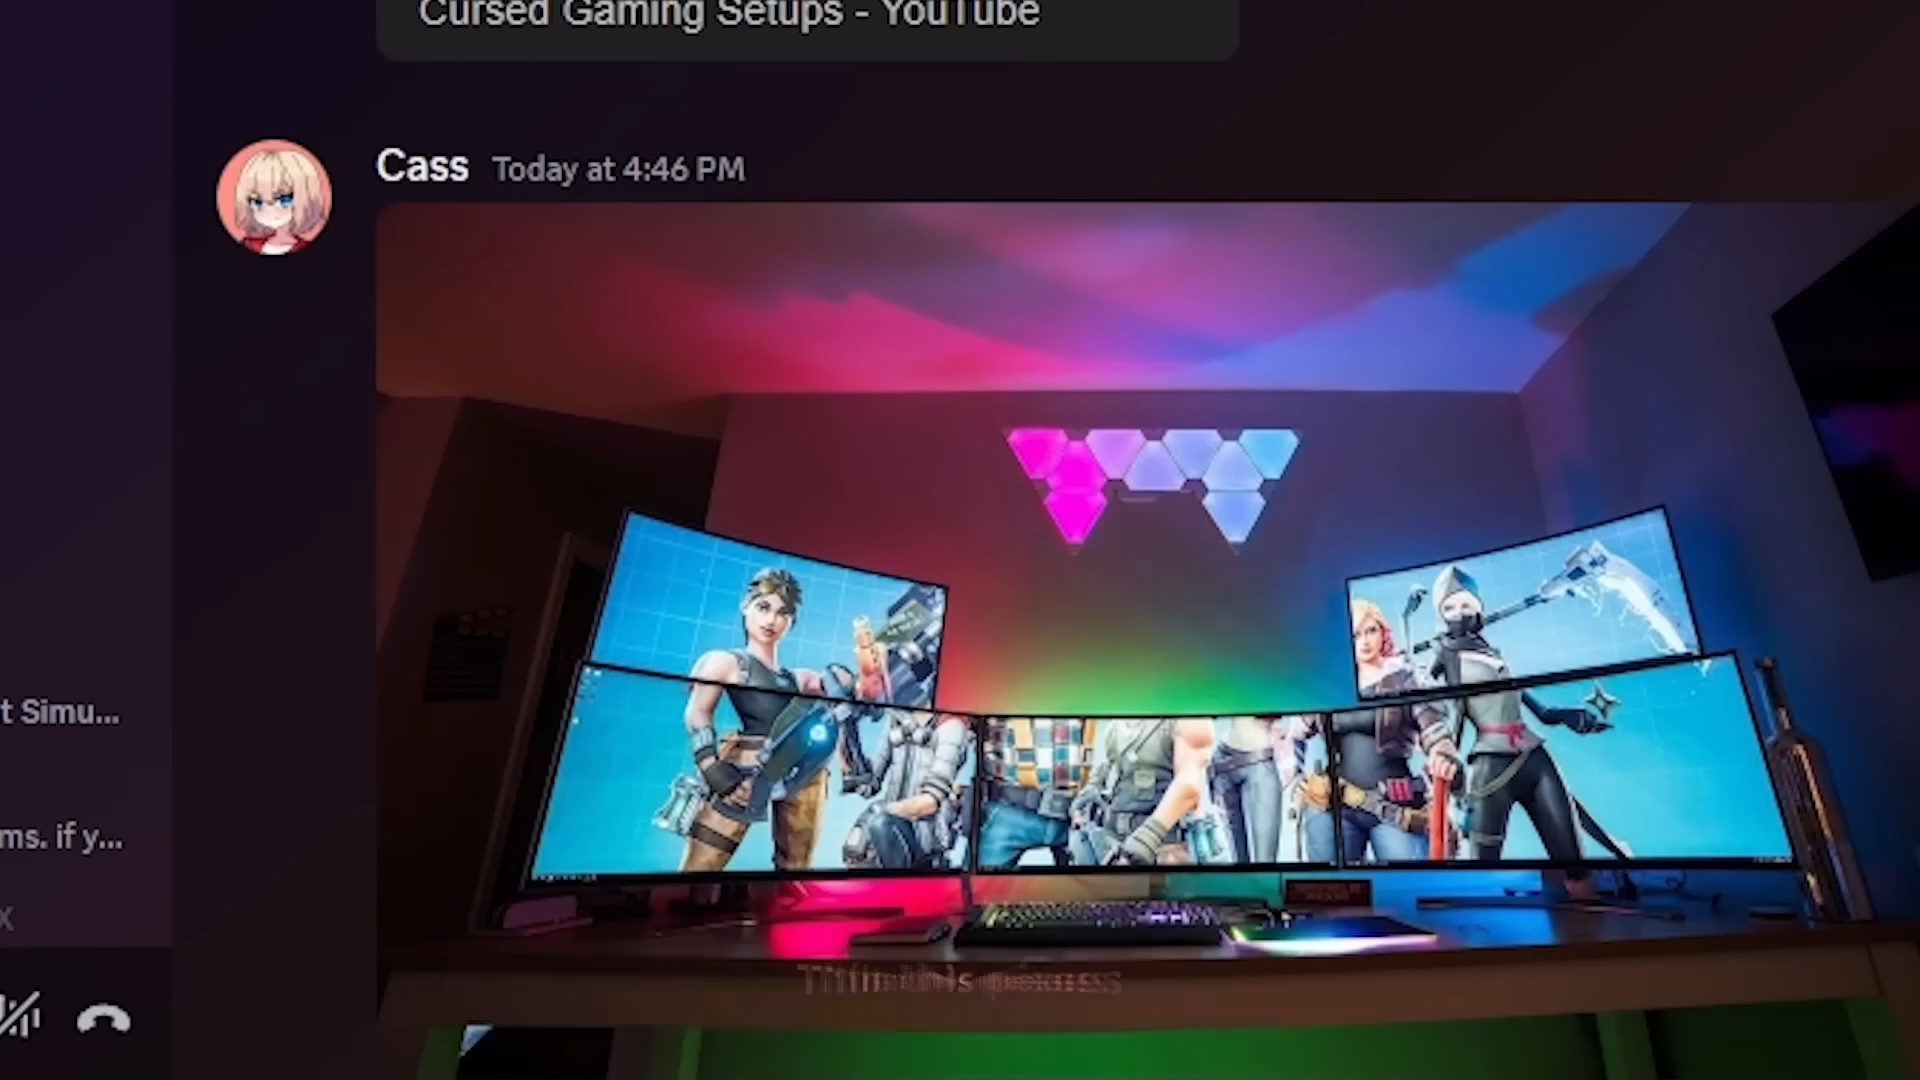 Cursed Gaming Setups - YouTube
Cass Today at 4:46 PM
t Simu...
ms. if y...
X